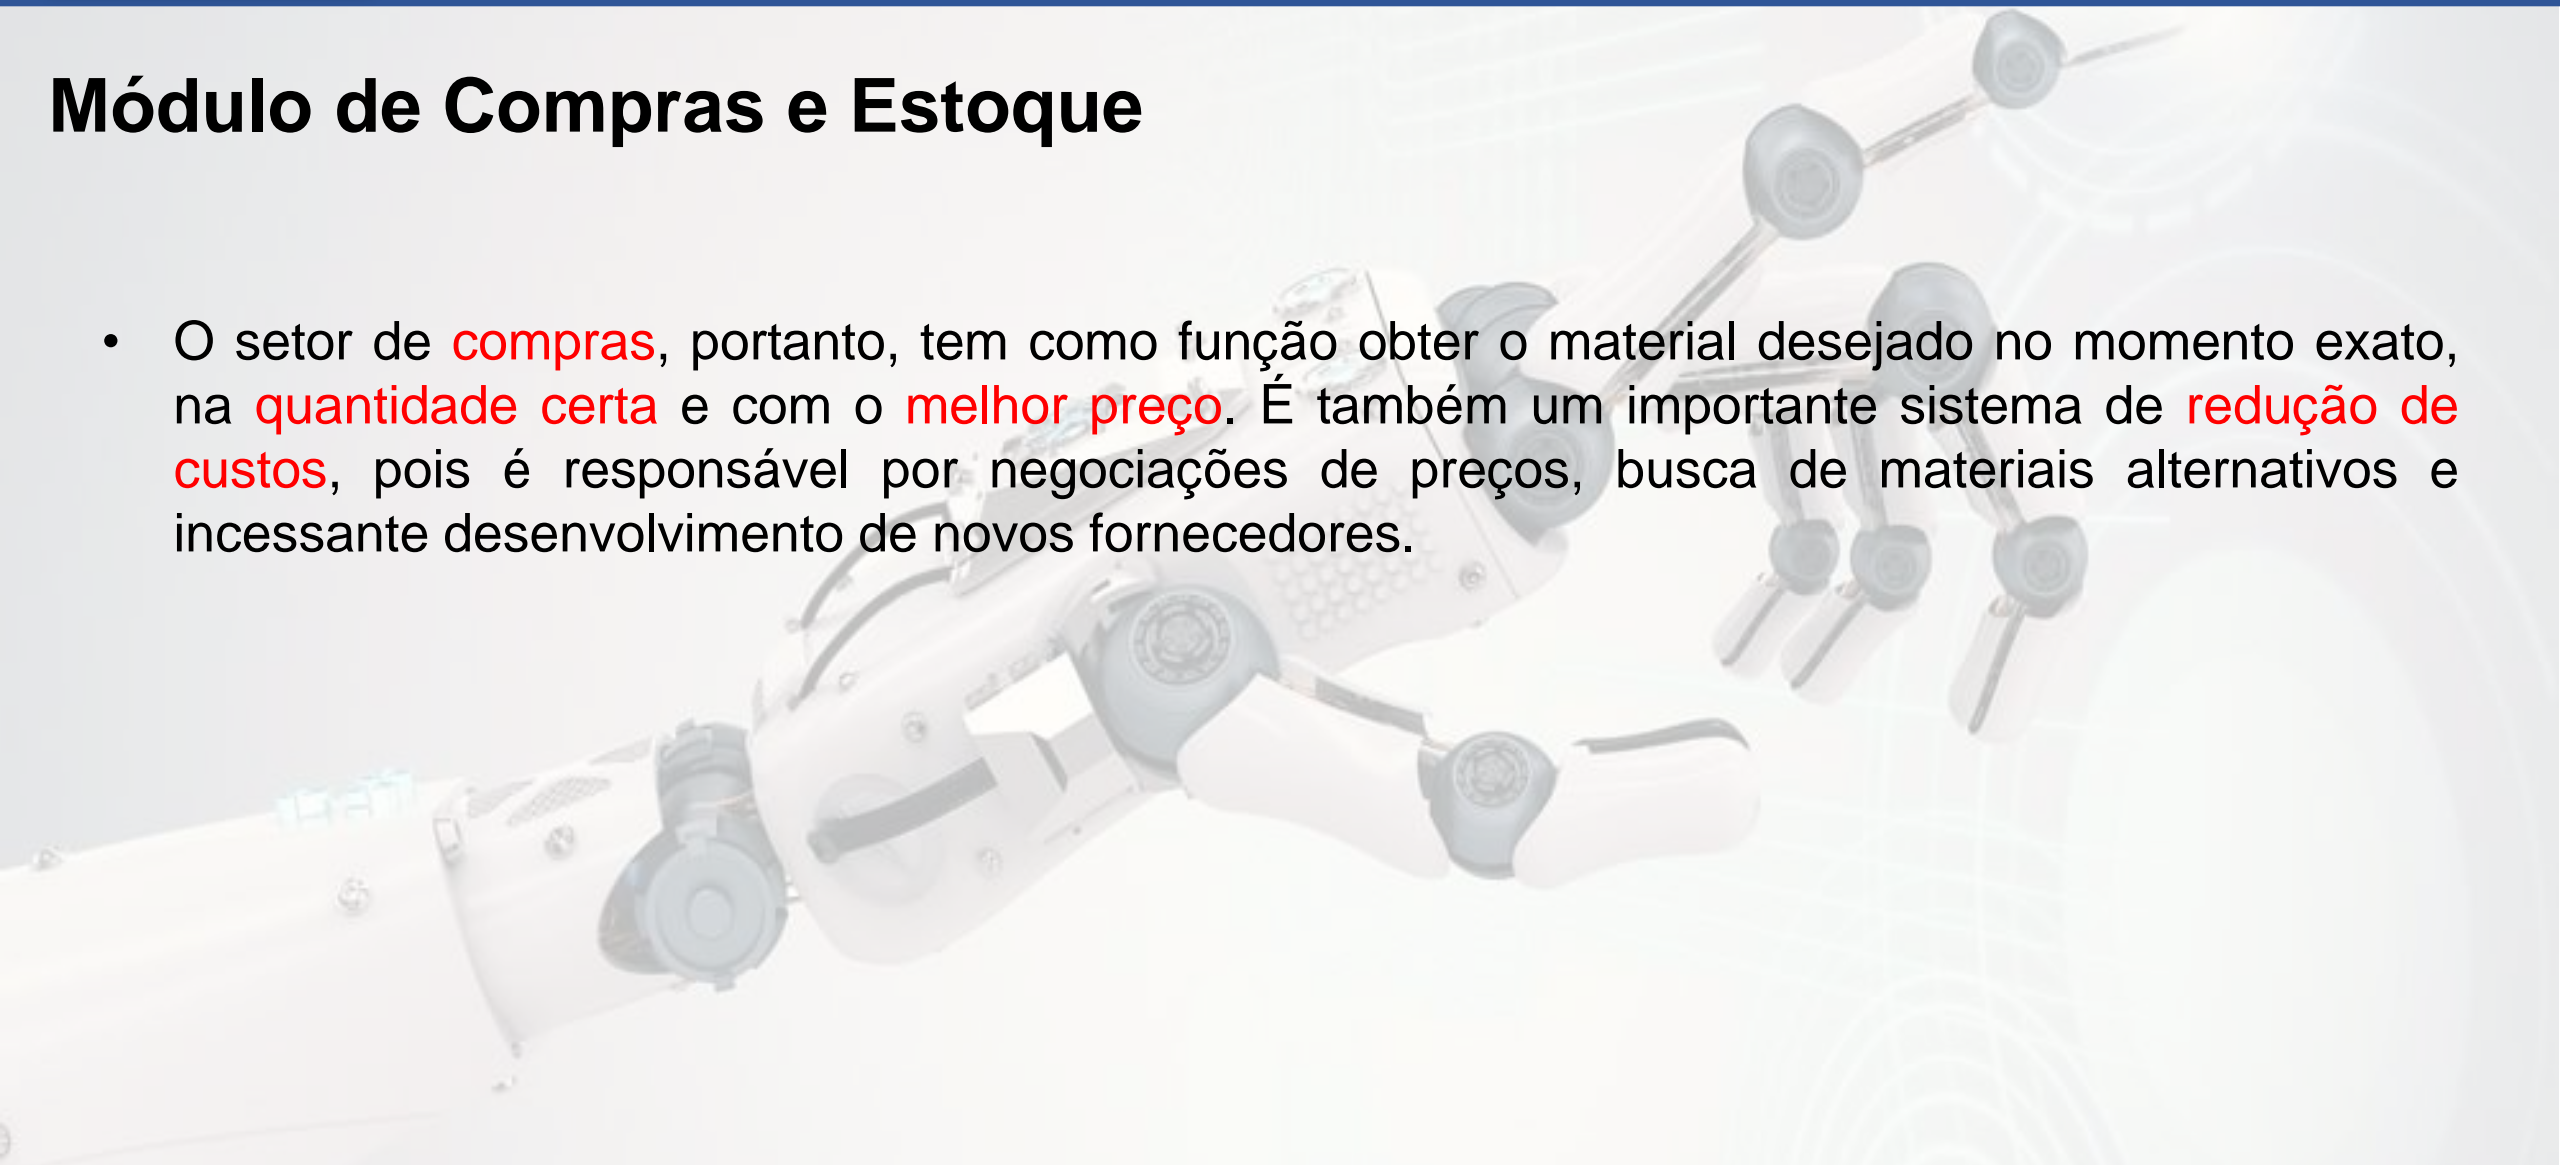 Módulo de Compras e Estoque
• O setor de compras, portanto, tem como função obter o material desejado no momento exato,
na quantidade certa e com o melhor preço. É também um importante sistema de redução de
custos, pois é responsável por negociações de preços, busca de materiais alternativos e
incessante desenvolvimento de novos fornecedores.